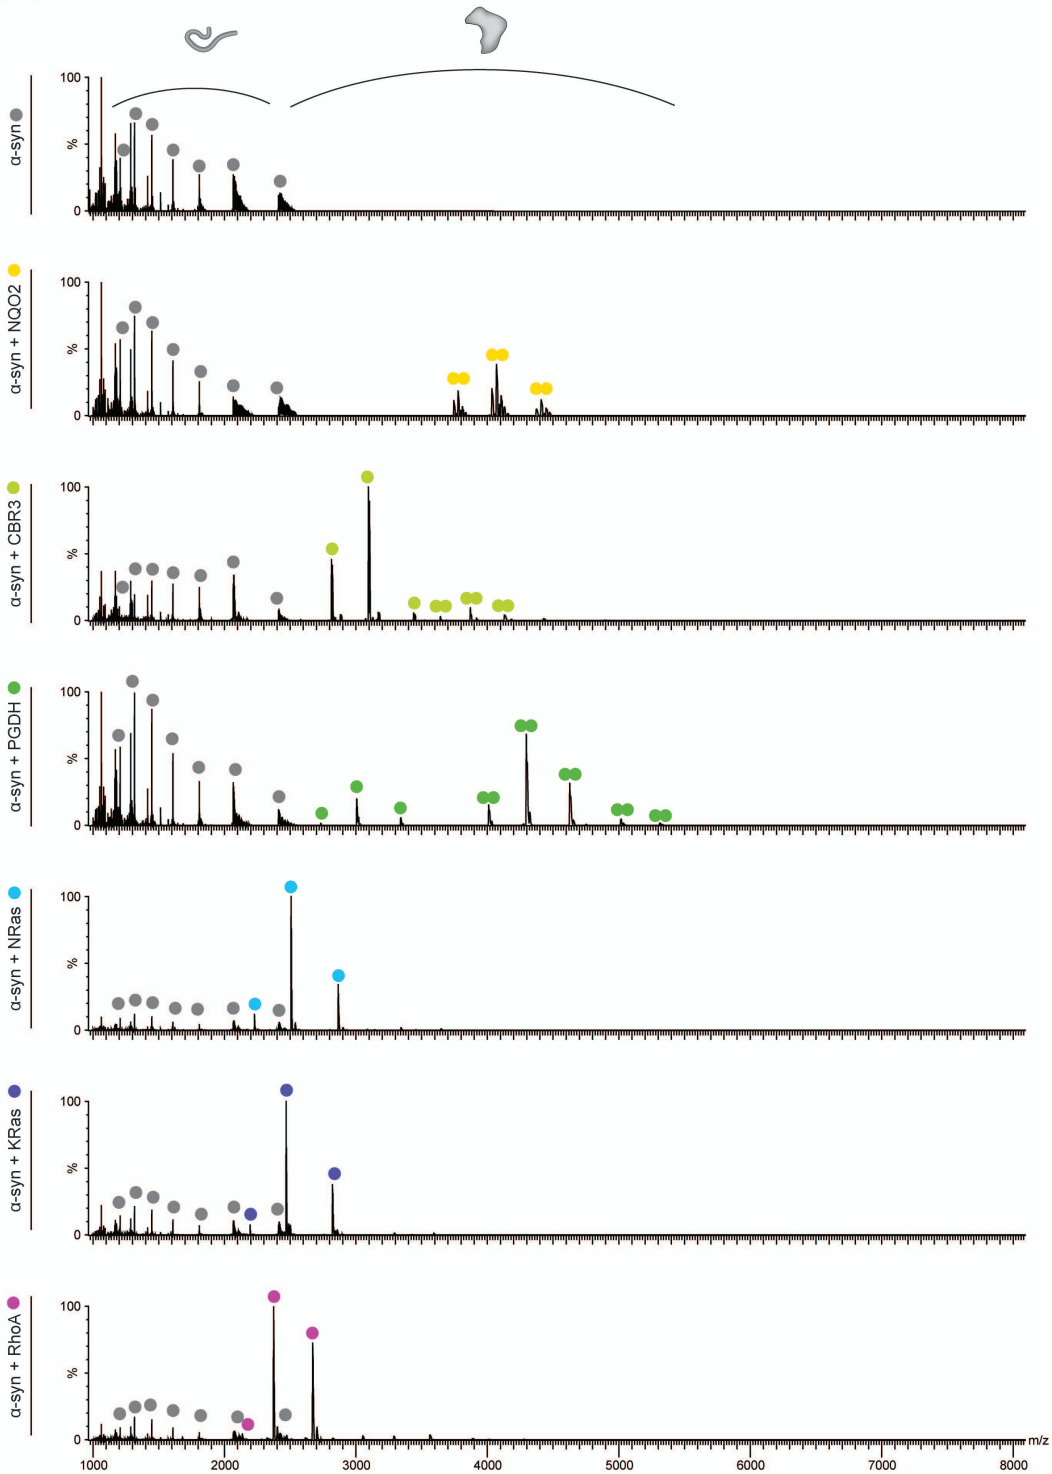 α-syn
100
%
0
α-syn + NQO2
100
%
0
α-syn + CBR3
100
%
0
α-syn + PGDH
100
%
0
α-syn + NRas
100
%
0
α-syn + KRas
100
%
0
α-syn + RhoA
100
%
0
m/z
1000 2000 3000 4000 5000 6000 7000 8000